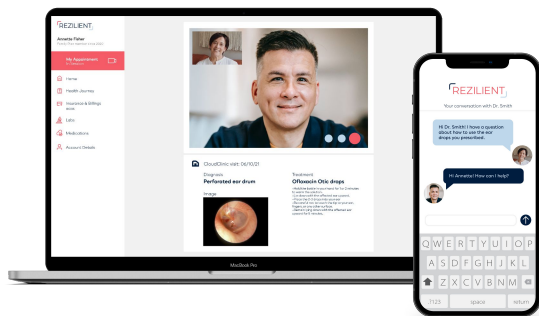 REZILIENT
Annette Fisher
My Appointment
Home
Health Journey
Insurance & Billings
Labs
Medications
Account Details
CloudClinic visit: 06/10/21
Diagnosis
Perforated ear drum
Image
Treatment
Ofloxacin Otic drops
MacBook Pro
REZILIENT
Your conversation with Dr. Smith
Hi Dr. Smith! I have a question
about how to use the ear
drops you prescribed.
Hi Annette! How can I help?
Q W E R T Y U I O P
A S D F G H J K L
Z X C V B N M
.?123
space
return